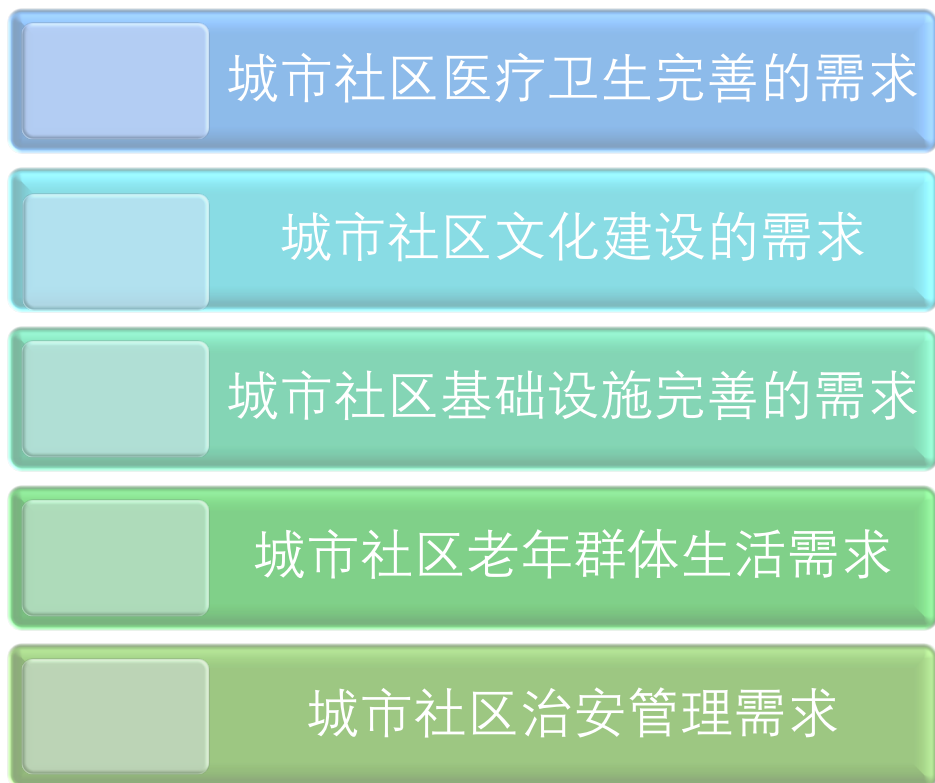 城市社区医疗卫生完善的需求
城市社区文化建设的需求
城市社区基础设施完善的需求
城市社区老年群体生活需求
城市社区治安管理需求